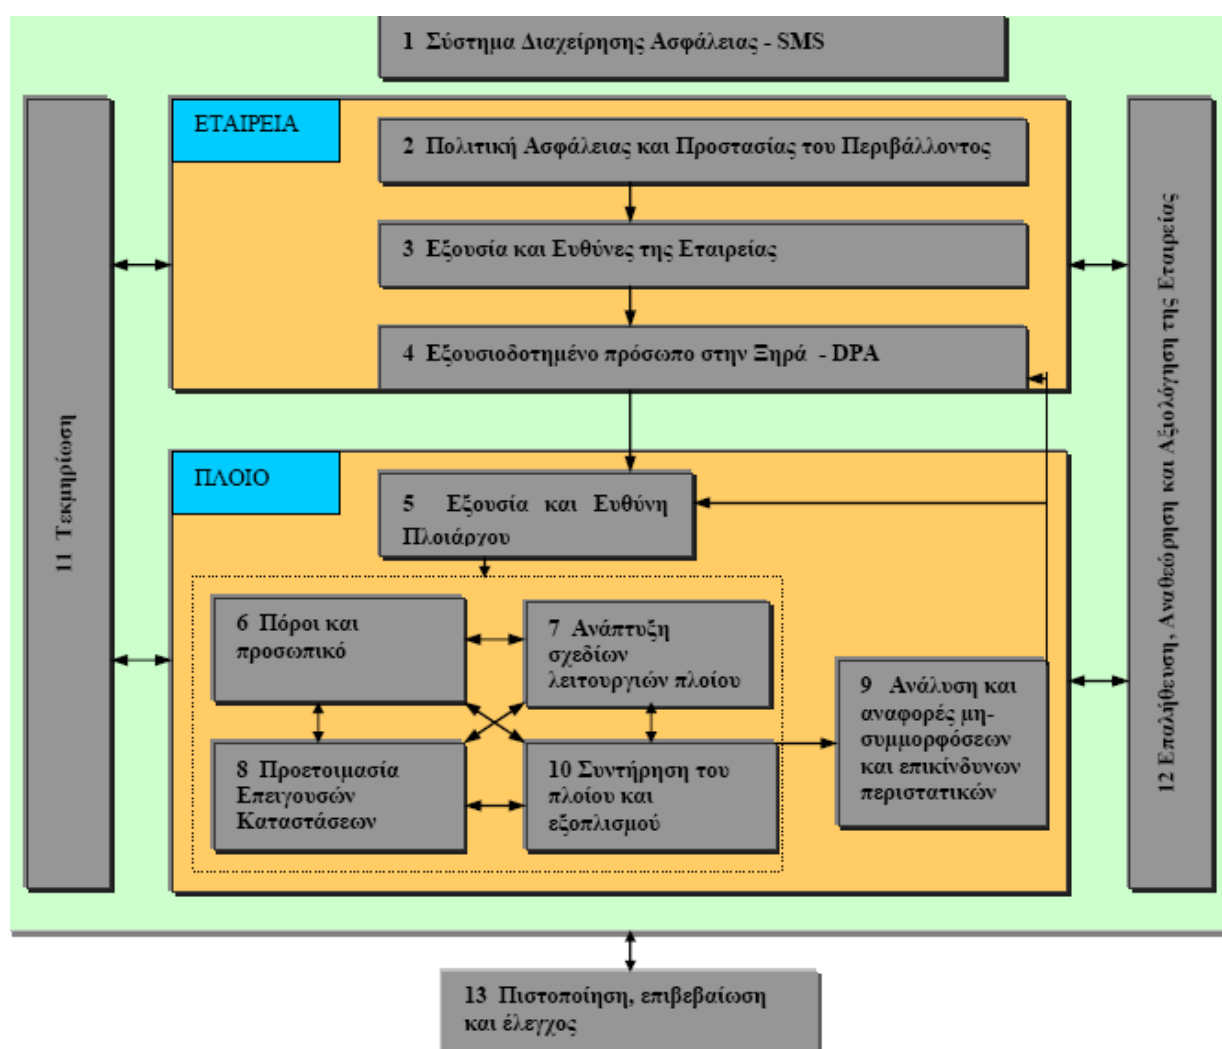 1 Σύστημα Διαχείρησης Ασφάλειας - SMS
ΕΤΑΙΡΕΙΑ
2 Πολιτική Ασφάλειας και Προστασίας του Περιβάλλοντος
3 Εξουσία και Ευθύνες της Εταιρείας
4 Εξουσιοδοτημένο πρόσωπο στην Ξηρά - DPA
11 Τεκμηρίωση
12 Επαλήθευση, Αναθεώρηση και Αξιολόγηση της Εταιρείας
ΠΛΟΙΟ
5 Εξουσία και Ευθύνη
Πλοιάρχου
6 Πόροι και
προσωπικό
7 Ανάπτυξη
σχεδίων
λειτουργιών πλοίου
8 Προετοιμασία
Επειγουσών
Καταστάσεων
10 Συντήρηση του
πλοίου και
εξοπλισμού
9 Ανάλυση και
αναφορές μη-
συμμορφόσεων
και επικίνδυνων
περιστατικών
13 Πιστοποίηση, επιβεβαίωση
και έλεγχος